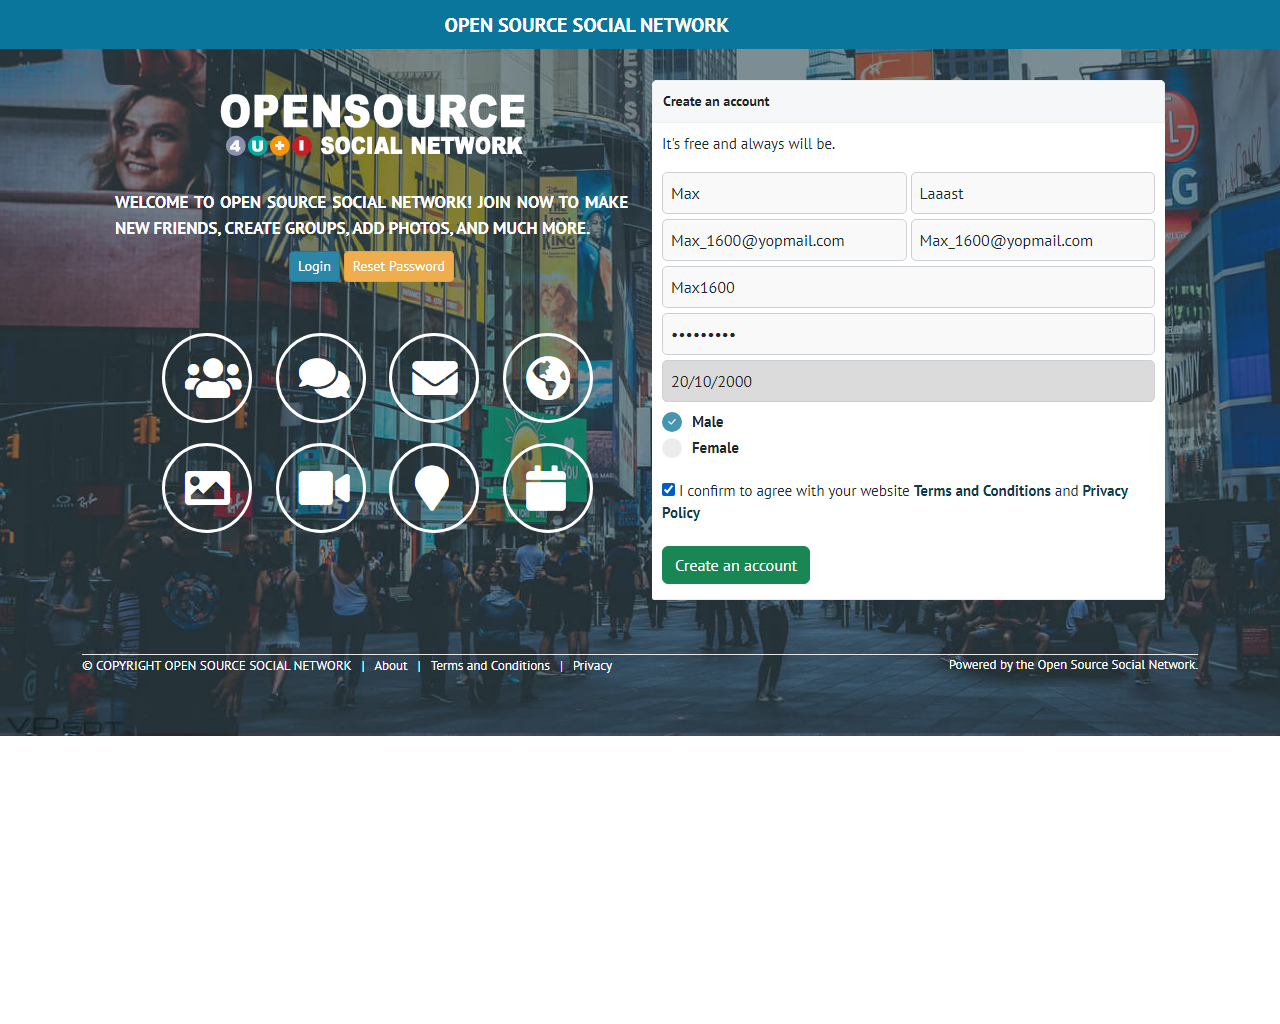 OPEN SOURCE SOCIAL NETWORK
OPENSOURCE
4U+I SOCIAL NETWORK
WELCOME TO OPEN SOURCE SOCIAL NETWORK! JOIN NOW TO MAKE
NEW FRIENDS, CREATE GROUPS, ADD PHOTOS, AND MUCH MORE.
Login
Reset Password
Create an account
It's free and always will be.
Max
Laaast
Max_1600@yopmail.com
Max_1600@yopmail.com
Max1600
•••••••••
20/10/2000
Male
Female
I confirm to agree with your website Terms and Conditions and Privacy
Policy
Create an account
LG
© COPYRIGHT OPEN SOURCE SOCIAL NETWORK | About | Terms and Conditions | Privacy
Powered by the Open Source Social Network.